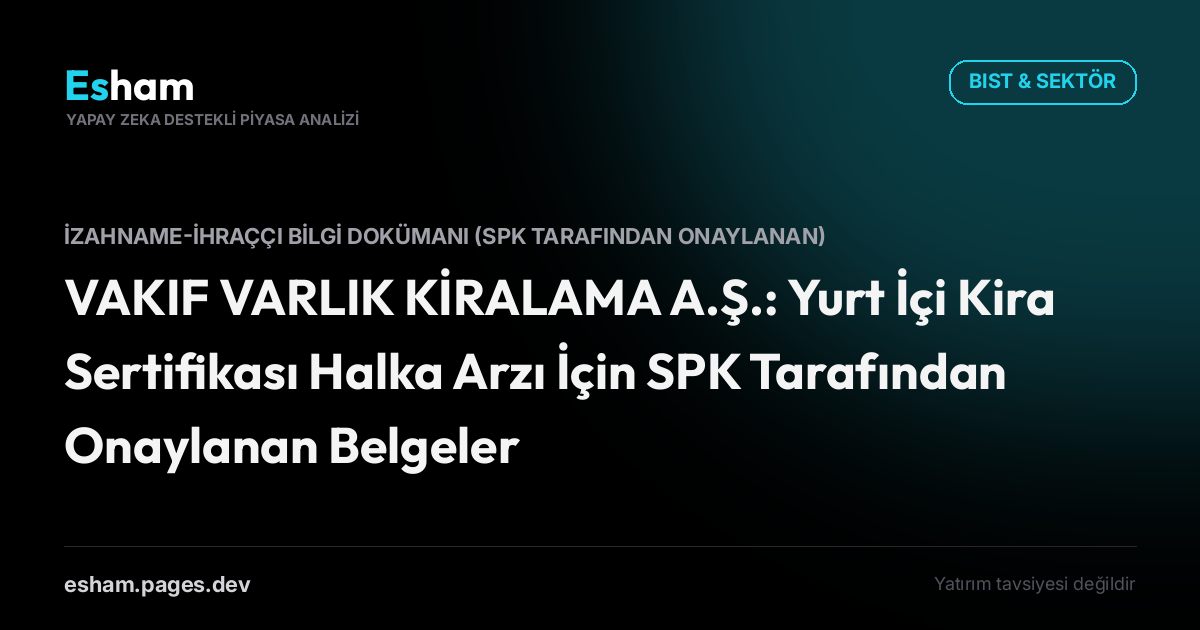 Esham
YAPAY ZEKA DESTEKLİ PİYASA ANALİZİ
BIST & SEKTÖR
İZAHNAME-İHRAÇÇI BİLGİ DOKÜMANI (SPK TARAFINDAN ONAYLANAN)
VAKIF VARLIK KİRALAMA A.Ş.: Yurt İçi Kira
Sertifikası Halka Arzı İçin SPK Tarafından
Onaylanan Belgeler
esham.pages.dev
Yatırım tavsiyesi değildir